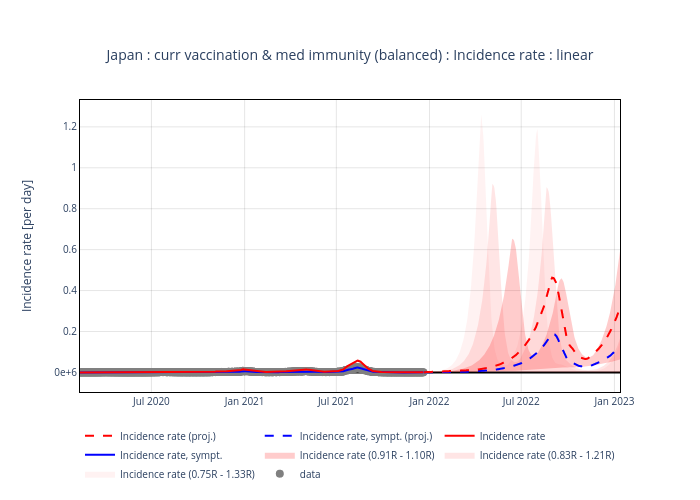 Japan : curr vaccination & med immunity (balanced) : Incidence rate : linear
Incidence rate [per day]
1.2
1
0.8
0.6
0.4
0.2
0e+6
Jul 2020 Jan 2021 Jul 2021 Jan 2022 Jul 2022 Jan 2023
Incidence rate (proj.) Incidence rate, sympt. (proj.) Incidence rate
Incidence rate, sympt. Incidence rate (0.91R - 1.10R) Incidence rate (0.83R - 1.21R)
Incidence rate (0.75R - 1.33R) data